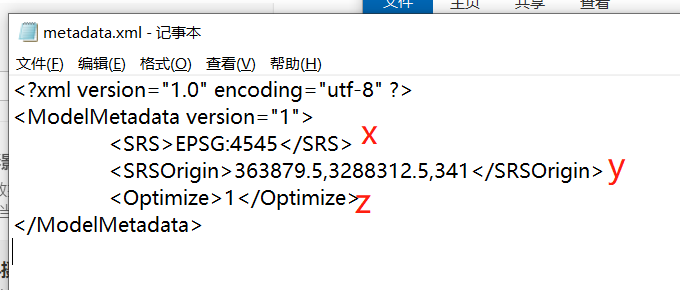 文件 主页 共享 查看
metadata.xml - 记事本
文件(F) 编辑(E) 格式(O) 查看(V) 帮助(H)
<?xml version="1.0" encoding="utf-8" ?>
<ModelMetadata version="1">
<SRS>EPSG:4545</SRS> x
<SRSOrigin>363879.5,3288312.5,341</SRSOrigin> y
<Optimize>1</Optimize> z
</ModelMetadata>